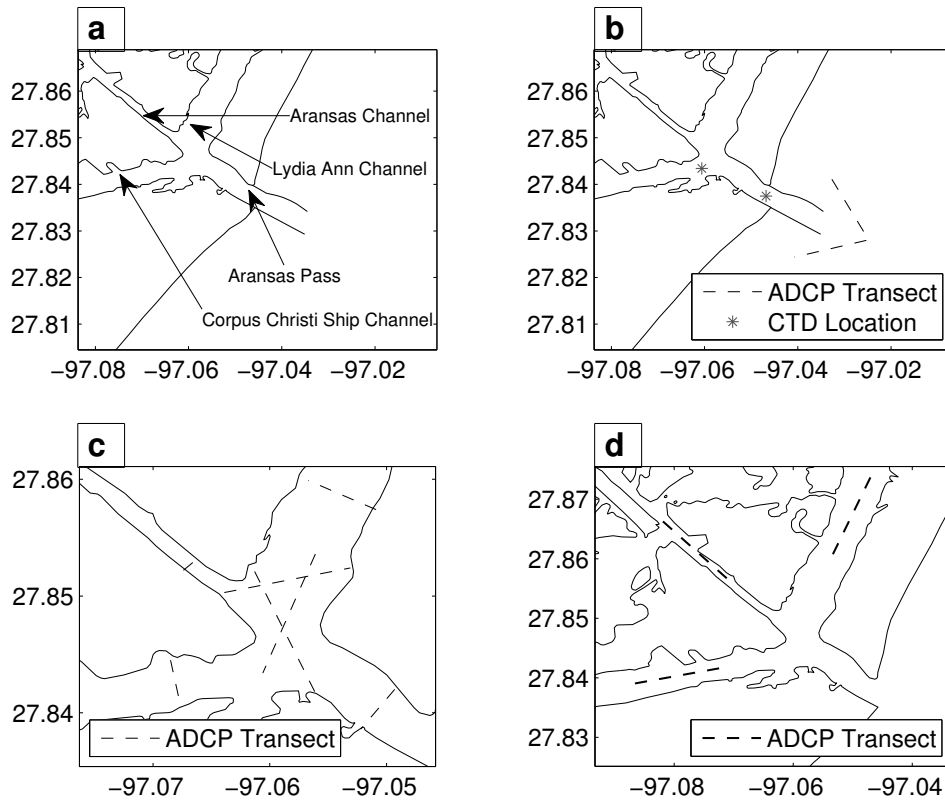 a
27.86
27.85
27.84
27.83
27.82
27.81
−97.08 −97.06 −97.04 −97.02
Aransas Channel
Lydia Ann Channel
Aransas Pass
Corpus Christi Ship Channel
b
27.86
27.85
27.84
27.83
27.82
27.81
−97.08 −97.06 −97.04 −97.02
ADCP Transect
CTD Location
c
27.86
27.85
27.84
−97.07 −97.06 −97.05
ADCP Transect
d
27.87
27.86
27.85
27.84
27.83
−97.08 −97.06 −97.04
ADCP Transect